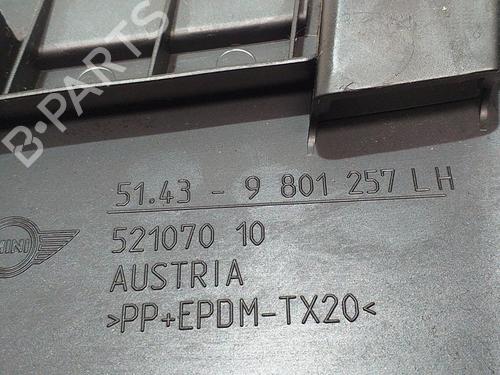 B-PARTS
51.43 - 9 801 257 LH
521070 10
MINI
AUSTRIA
>PP+EPDM-TX20<